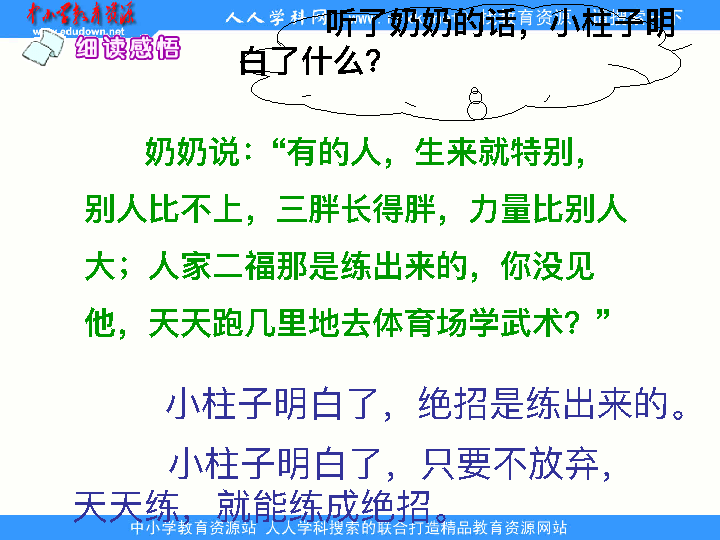 中小学教育资源
www.edudown.net
人人学科网
细读感悟
听了奶奶的话，小柱子明
白了什么？
奶奶说：“有的人，生来就特别，
别人比不上，三胖长得胖，力量比别人
大；人家二福那是练出来的，你没见
他，天天跑几里地去体育场学武术？”
小柱子明白了，绝招是练出来的。
小柱子明白了，只要不放弃，
天天练，就能练成绝招。
中小学教育资源站 人人学科搜索的联合打造精品教育资源网站